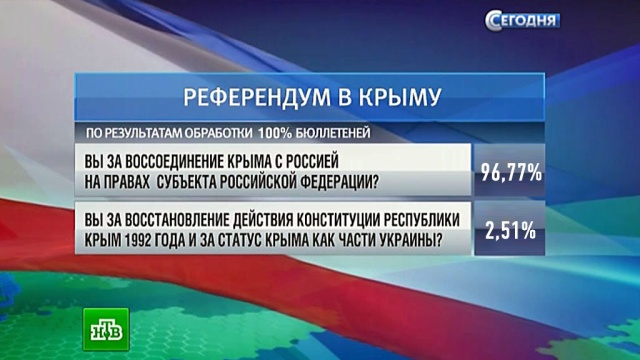 СЕГОДНЯ
РЕФЕРЕНДУМ В КРЫМУ
ПО РЕЗУЛЬТАТАМ ОБРАБОТКИ 100% БЮЛЛЕТЕНЕЙ
ВЫ ЗА ВОССОЕДИНЕНИЕ КРЫМА С РОССИЕЙ
НА ПРАВАХ СУБЪЕКТА РОССИЙСКОЙ ФЕДЕРАЦИИ?
96,77%
ВЫ ЗА ВОССТАНОВЛЕНИЕ ДЕЙСТВИЯ КОНСТИТУЦИИ РЕСПУБЛИКИ
КРЫМ 1992 ГОДА И ЗА СТАТУС КРЫМА КАК ЧАСТИ УКРАИНЫ?
2,51%
НТВ